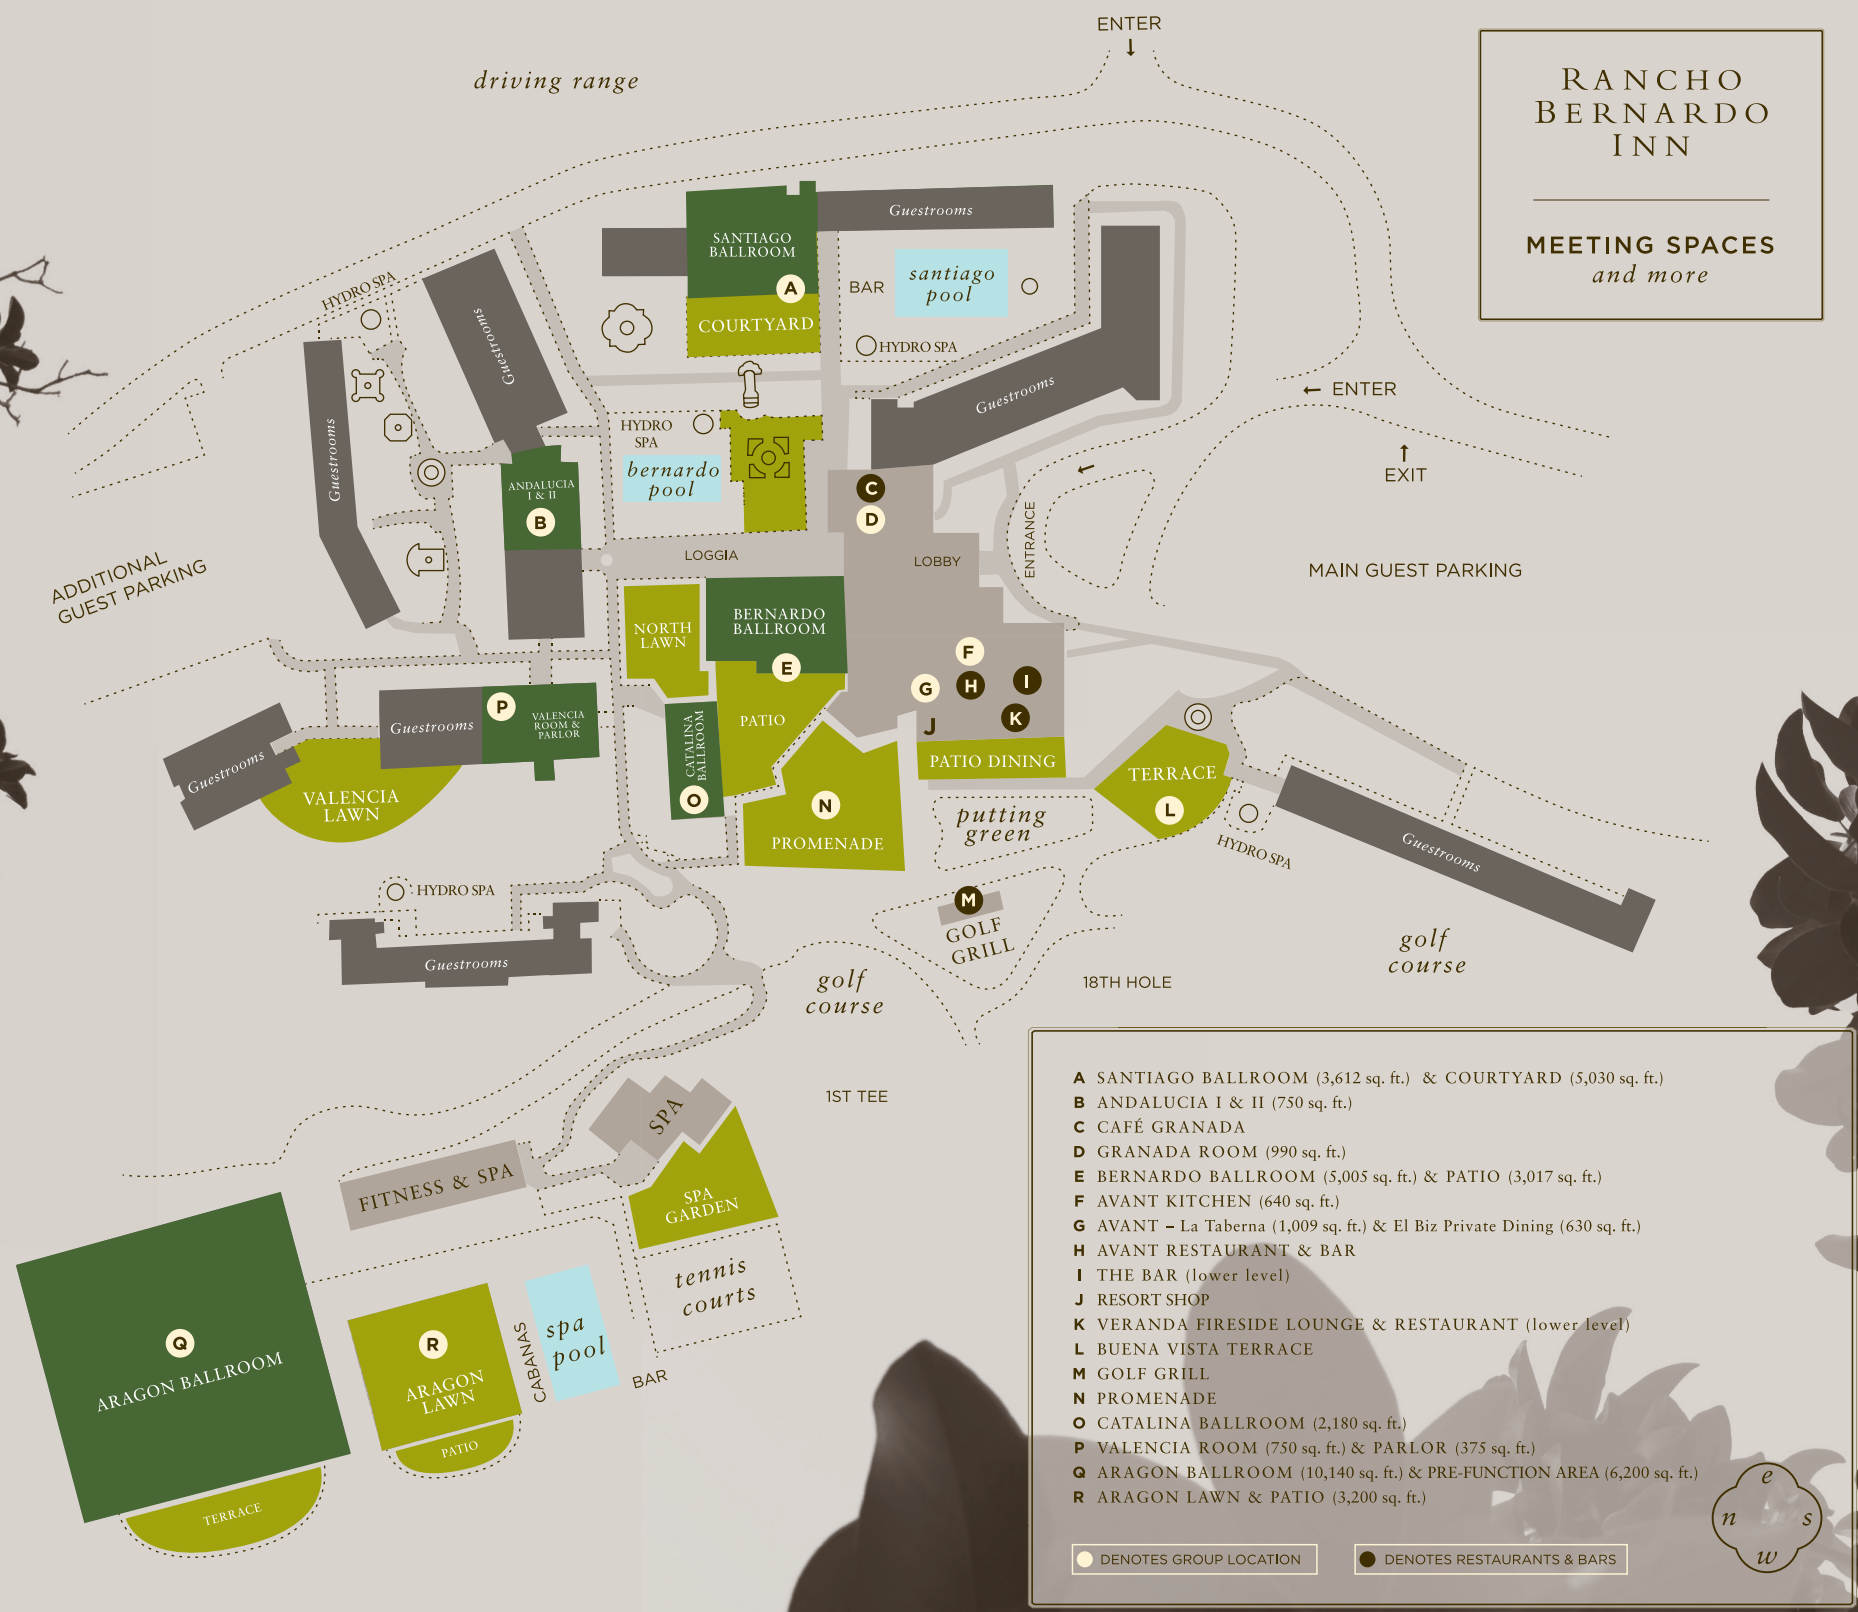 ENTER
driving range
RANCHO
BERNARDO
INN
MEETING SPACES
and more
Guestrooms
SANTIAGO
BALLROOM
A
COURTYARD
BAR
santiago
pool
HYDRO SPA
HYDRO SPA
Guestrooms
Guestrooms
Guestrooms
ENTER
EXIT
HYDRO
SPA
bernardo
pool
ANDALUCIA
I & II
B
C
D
LOGGIA
LOBBY
ENTRANCE
MAIN GUEST PARKING
ADDITIONAL
GUEST PARKING
NORTH
LAWN
BERNARDO
BALLROOM
E
F
G
H
I
J
K
P
VALENCIA
ROOM &
PARLOR
Guestrooms
Guestrooms
VALENCIA
LAWN
CATALINA
BALLROOM
O
PATIO
PATIO DINING
N
PROMENADE
TERRACE
L
putting
green
HYDRO SPA
Guestrooms
HYDRO SPA
Guestrooms
M
GOLF
GRILL
golf
course
golf
course
18TH HOLE
1ST TEE
SPA
FITNESS & SPA
SPA
GARDEN
tennis
courts
Q
ARAGON BALLROOM
TERRACE
R
ARAGON
LAWN
PATIO
CABANAS
spa
pool
BAR
A SANTIAGO BALLROOM (3,612 sq. ft.) & COURTYARD (5,030 sq. ft.)
B ANDALUCIA I & II (750 sq. ft.)
C CAFÉ GRANADA
D GRANADA ROOM (990 sq. ft.)
E BERNARDO BALLROOM (5,005 sq. ft.) & PATIO (3,017 sq. ft.)
F AVANT KITCHEN (640 sq. ft.)
G AVANT – La Taberna (1,009 sq. ft.) & El Biz Private Dining (630 sq. ft.)
H AVANT RESTAURANT & BAR
I THE BAR (lower level)
J RESORT SHOP
K VERANDA FIRESIDE LOUNGE & RESTAURANT (lower level)
L BUENA VISTA TERRACE
M GOLF GRILL
N PROMENADE
O CATALINA BALLROOM (2,180 sq. ft.)
P VALENCIA ROOM (750 sq. ft.) & PARLOR (375 sq. ft.)
Q ARAGON BALLROOM (10,140 sq. ft.) & PRE-FUNCTION AREA (6,200 sq. ft.)
R ARAGON LAWN & PATIO (3,200 sq. ft.)
DENOTES GROUP LOCATION
DENOTES RESTAURANTS & BARS
e
n s
w